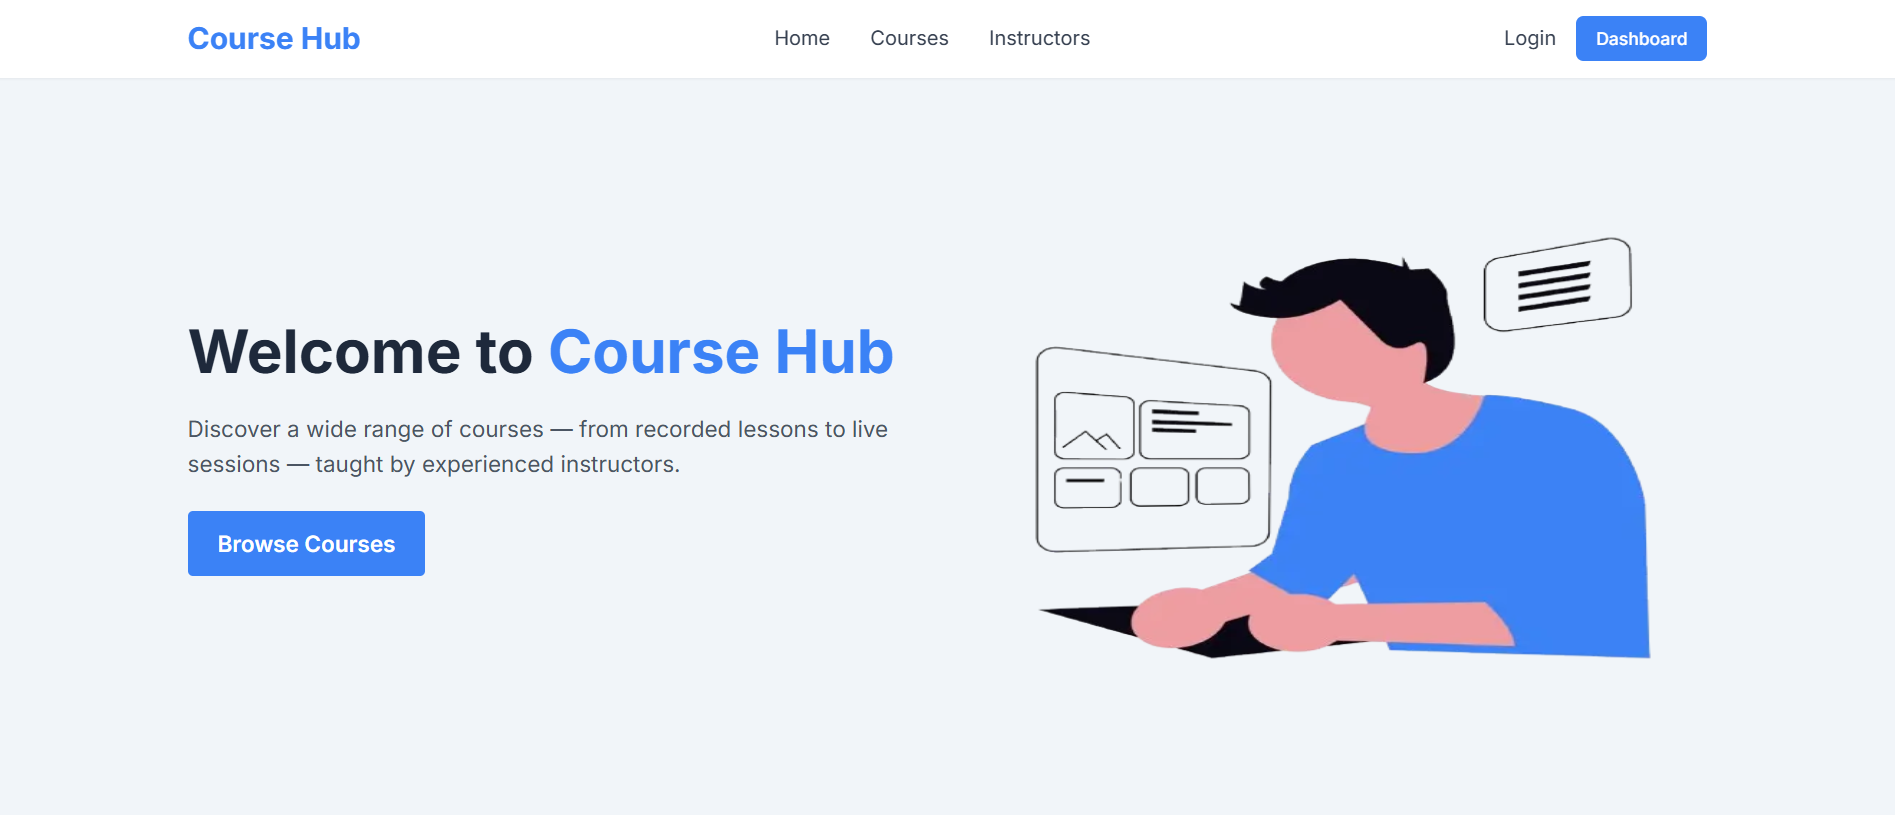 Course Hub
Home Courses Instructors
Login Dashboard
Welcome to Course Hub
Discover a wide range of courses — from recorded lessons to live
sessions — taught by experienced instructors.
Browse Courses